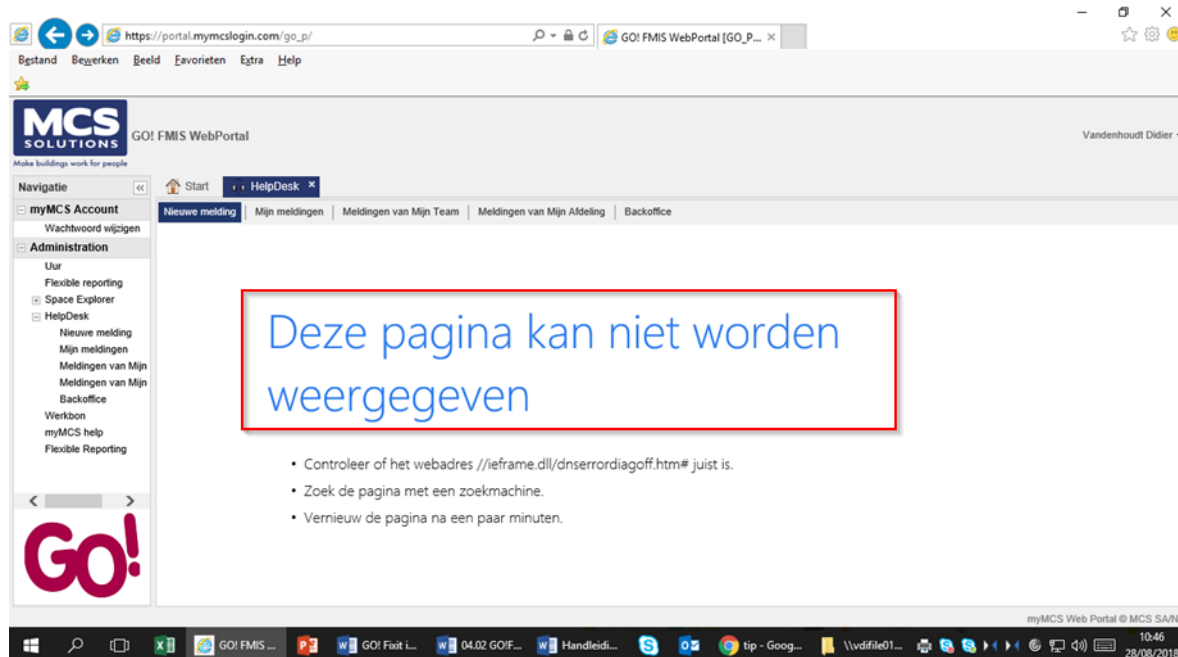 https://portal.mymcslogin.com/go_p/
GO! FMIS WebPortal [GO_P...
Bestand Bewerken Beeld Favorieten Extra Help
MCS
SOLUTIONS
Make buildings work for people
GO! FMIS WebPortal
Vandenhoudt Didier
Navigatie
Start
HelpDesk
myMCS Account
Nieuwe melding
Mijn meldingen
Meldingen van Mijn Team
Meldingen van Mijn Afdeling
Backoffice
Wachtwoord wijzigen
Administration
Uur
Flexible reporting
Space Explorer
HelpDesk
Nieuwe melding
Mijn meldingen
Meldingen van Mijn
Meldingen van Mijn
Backoffice
Werkbon
myMCS help
Flexible Reporting
Deze pagina kan niet worden
weergegeven
• Controleer of het webadres //ieframe.dll/dnserrordiagoff.htm# juist is.
• Zoek de pagina met een zoekmachine.
• Vernieuw de pagina na een paar minuten.
GO!
myMCS Web Portal © MCS SA/N
GO! FMIS ...
GO! Fixit i...
04.02 GO!F...
Handleidi...
tip - Goog...
\\vdifile01...
10:46
28/08/2018